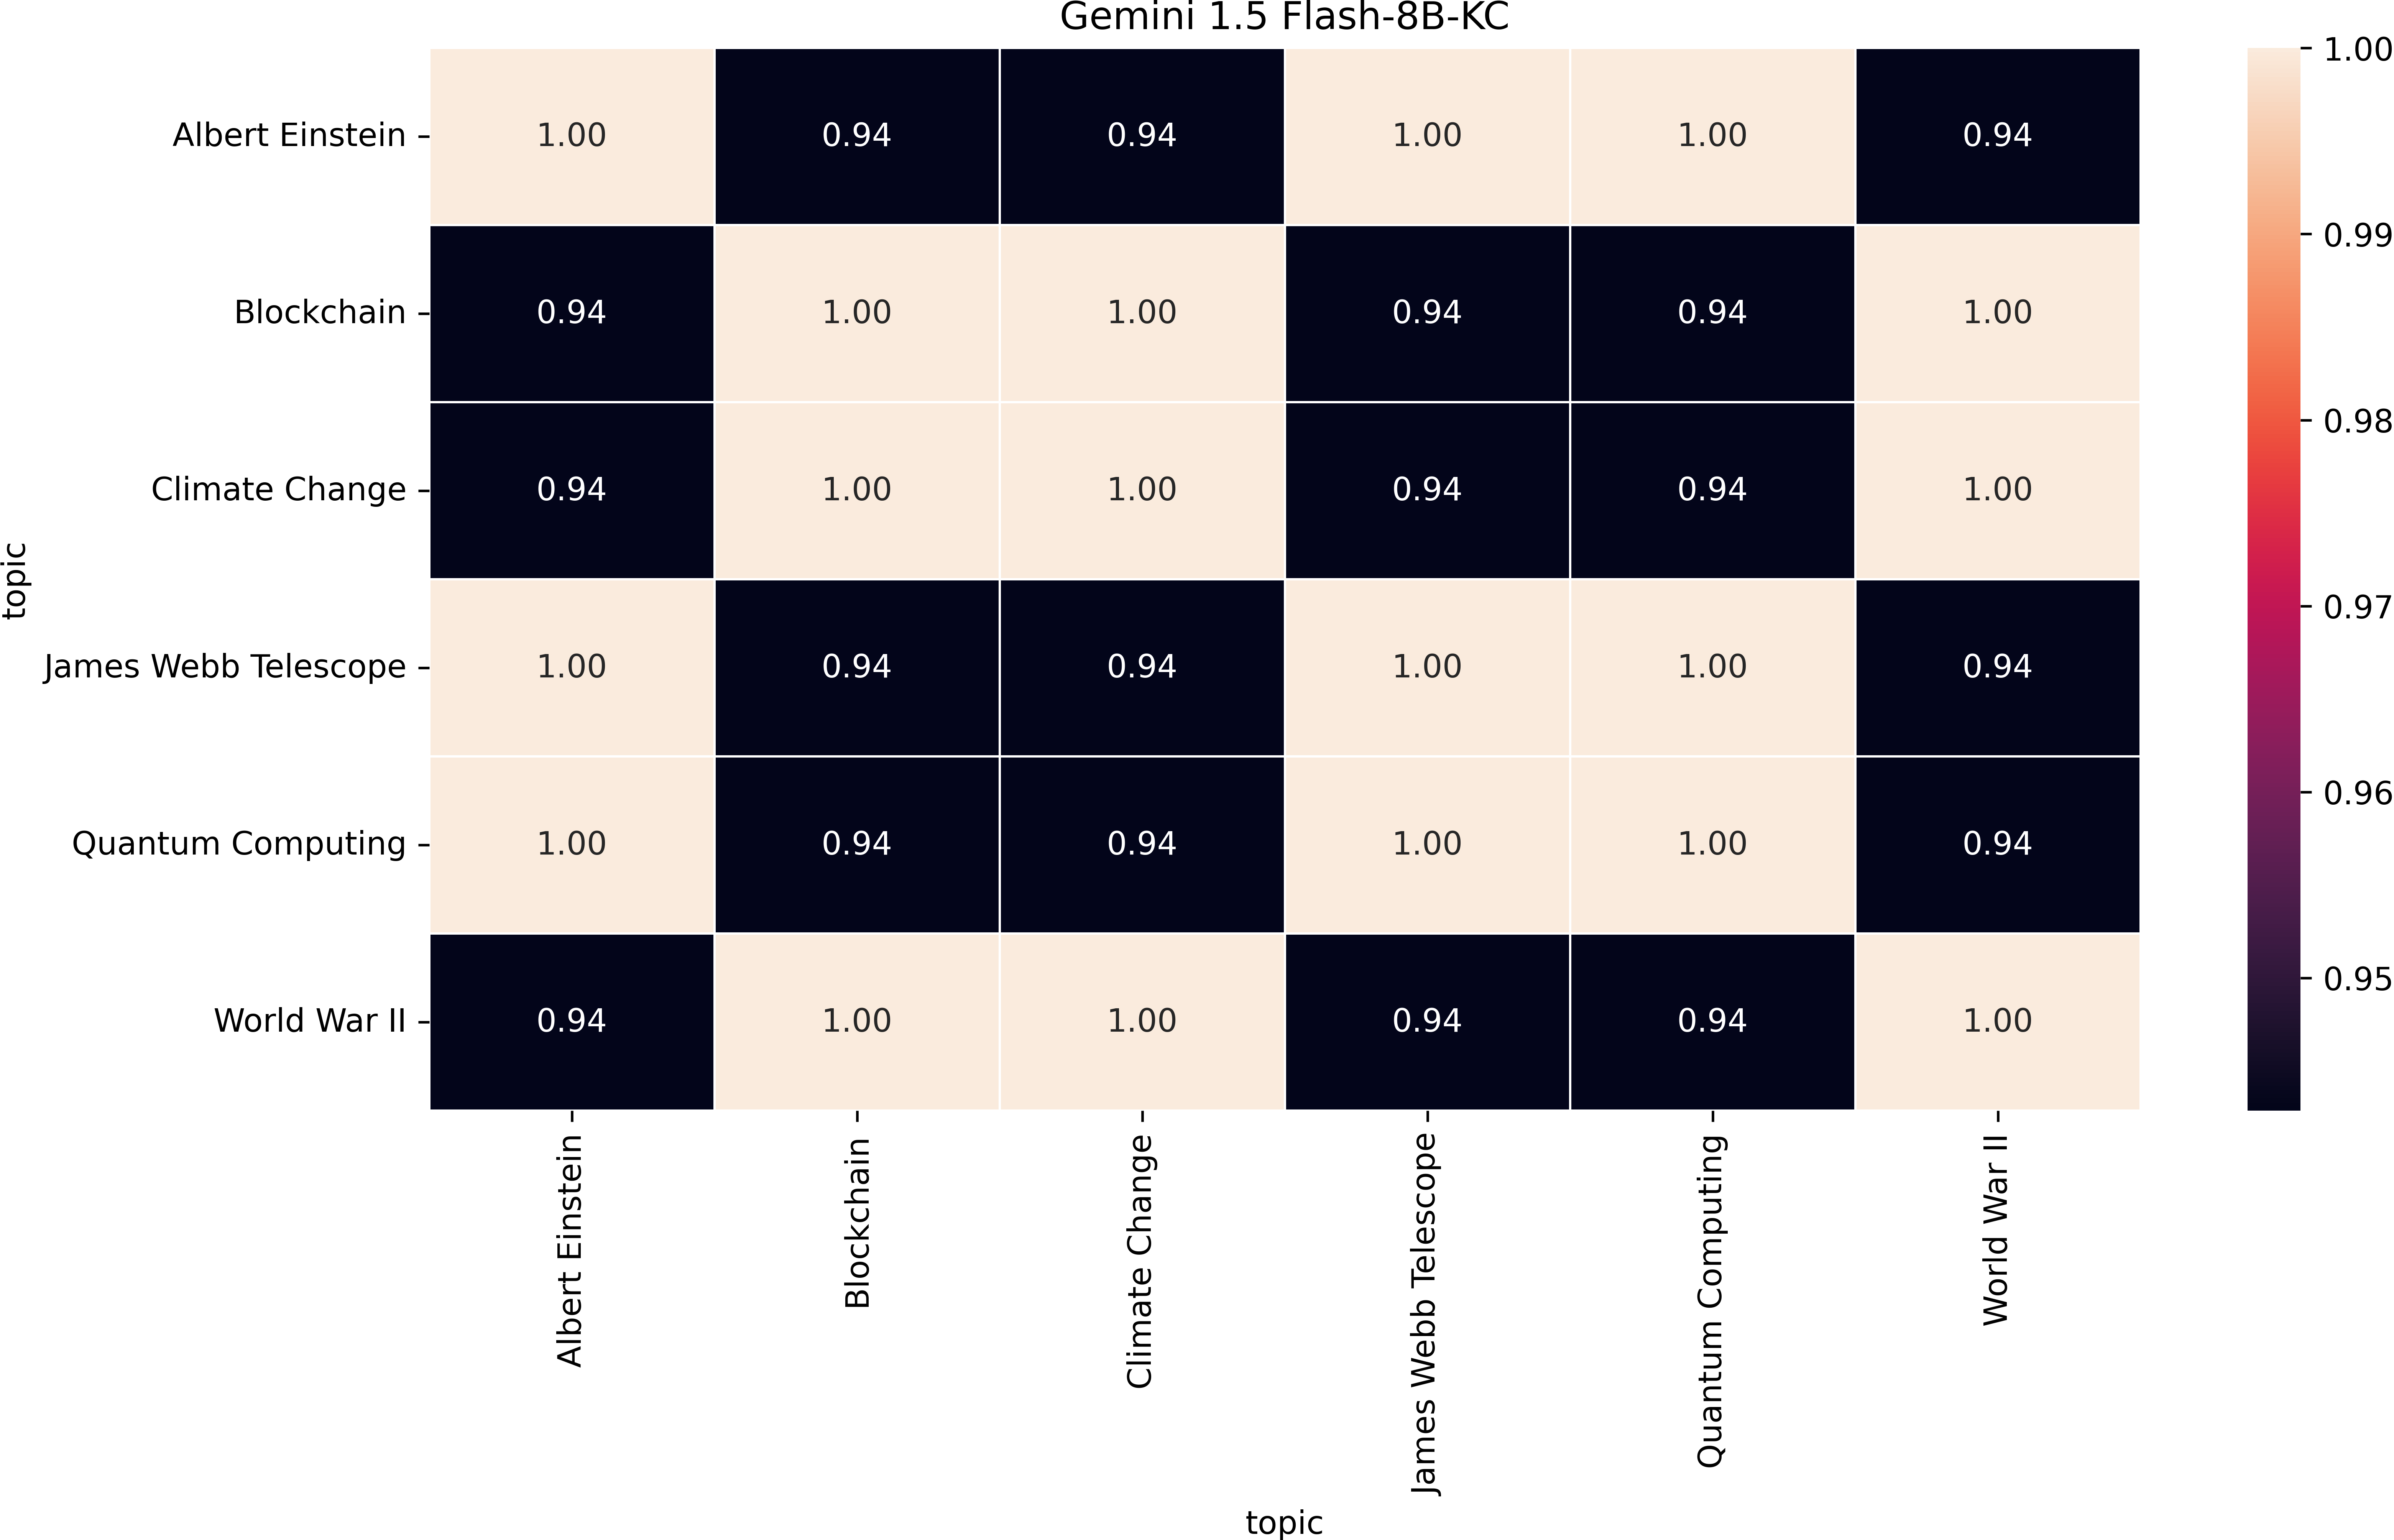 Gemini 1.5 Flash-8B-KC
Albert Einstein 1.00 0.94 0.94 1.00 1.00 0.94
Blockchain 0.94 1.00 1.00 0.94 0.94 1.00
Climate Change 0.94 1.00 1.00 0.94 0.94 1.00
James Webb Telescope 1.00 0.94 0.94 1.00 1.00 0.94
Quantum Computing 1.00 0.94 0.94 1.00 1.00 0.94
World War II 0.94 1.00 1.00 0.94 0.94 1.00
topic
Albert Einstein
Blockchain
Climate Change
James Webb Telescope
Quantum Computing
World War II
topic
1.00
0.99
0.98
0.97
0.96
0.95